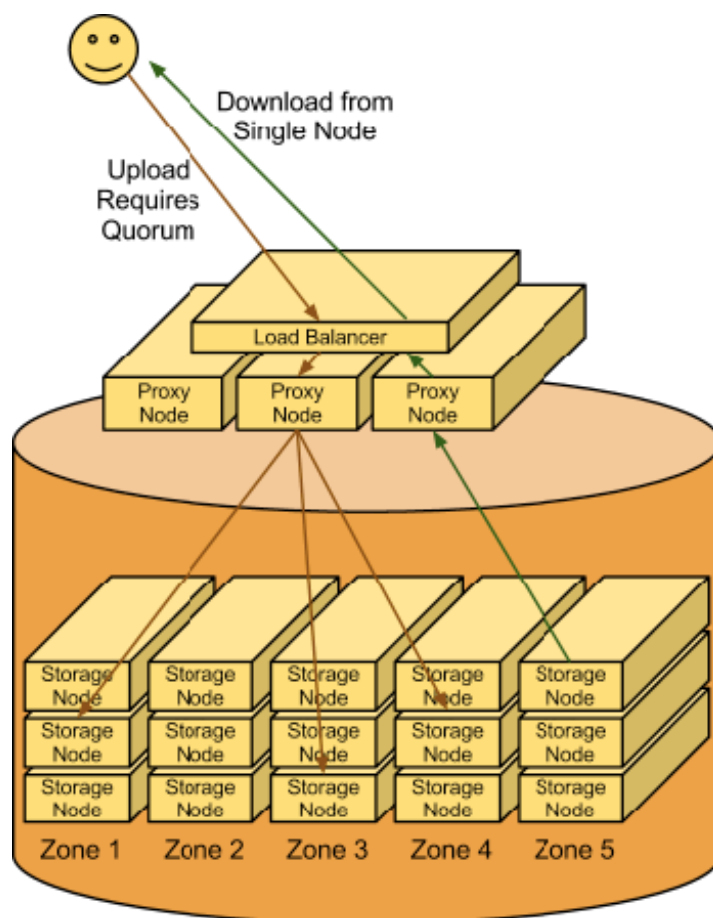 Download from
Single Node
Upload
Requires
Quorum
Load Balancer
Proxy
Node
Proxy
Node
Proxy
Node
Storage
Node
Storage
Node
Storage
Node
Storage
Node
Storage
Node
Storage
Node
Storage
Node
Storage
Node
Storage
Node
Storage
Node
Storage
Node
Storage
Node
Storage
Node
Storage
Node
Storage
Node
Zone 1
Zone 2
Zone 3
Zone 4
Zone 5